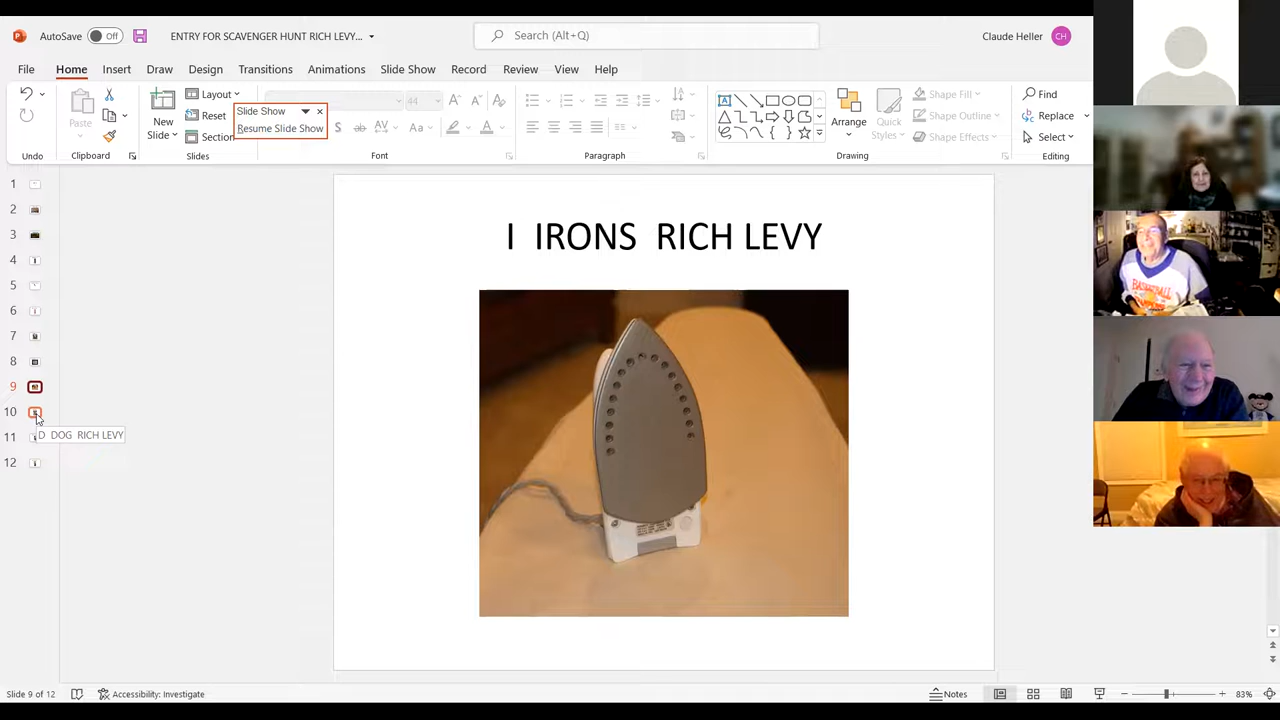 AutoSave Off ENTRY FOR SCAVENGER HUNT RICH LEVY... Search (Alt+Q) Claude Heller CH
File Home Insert Draw Design Transitions Animations Slide Show Record Review View Help
Paste New Slide Layout Reset Section 44 Arrange Quick Styles Shape Fill Shape Outline Shape Effects Find Replace Select
Slide Show
Resume Slide Show
Undo Clipboard Slides Font Paragraph Drawing Editing
1
2
3
4
5
6
7
8
9
10
11
12
D DOG RICH LEVY
I IRONS RICH LEVY
BASKETBALL
Slide 9 of 12 Accessibility: Investigate Notes 83%